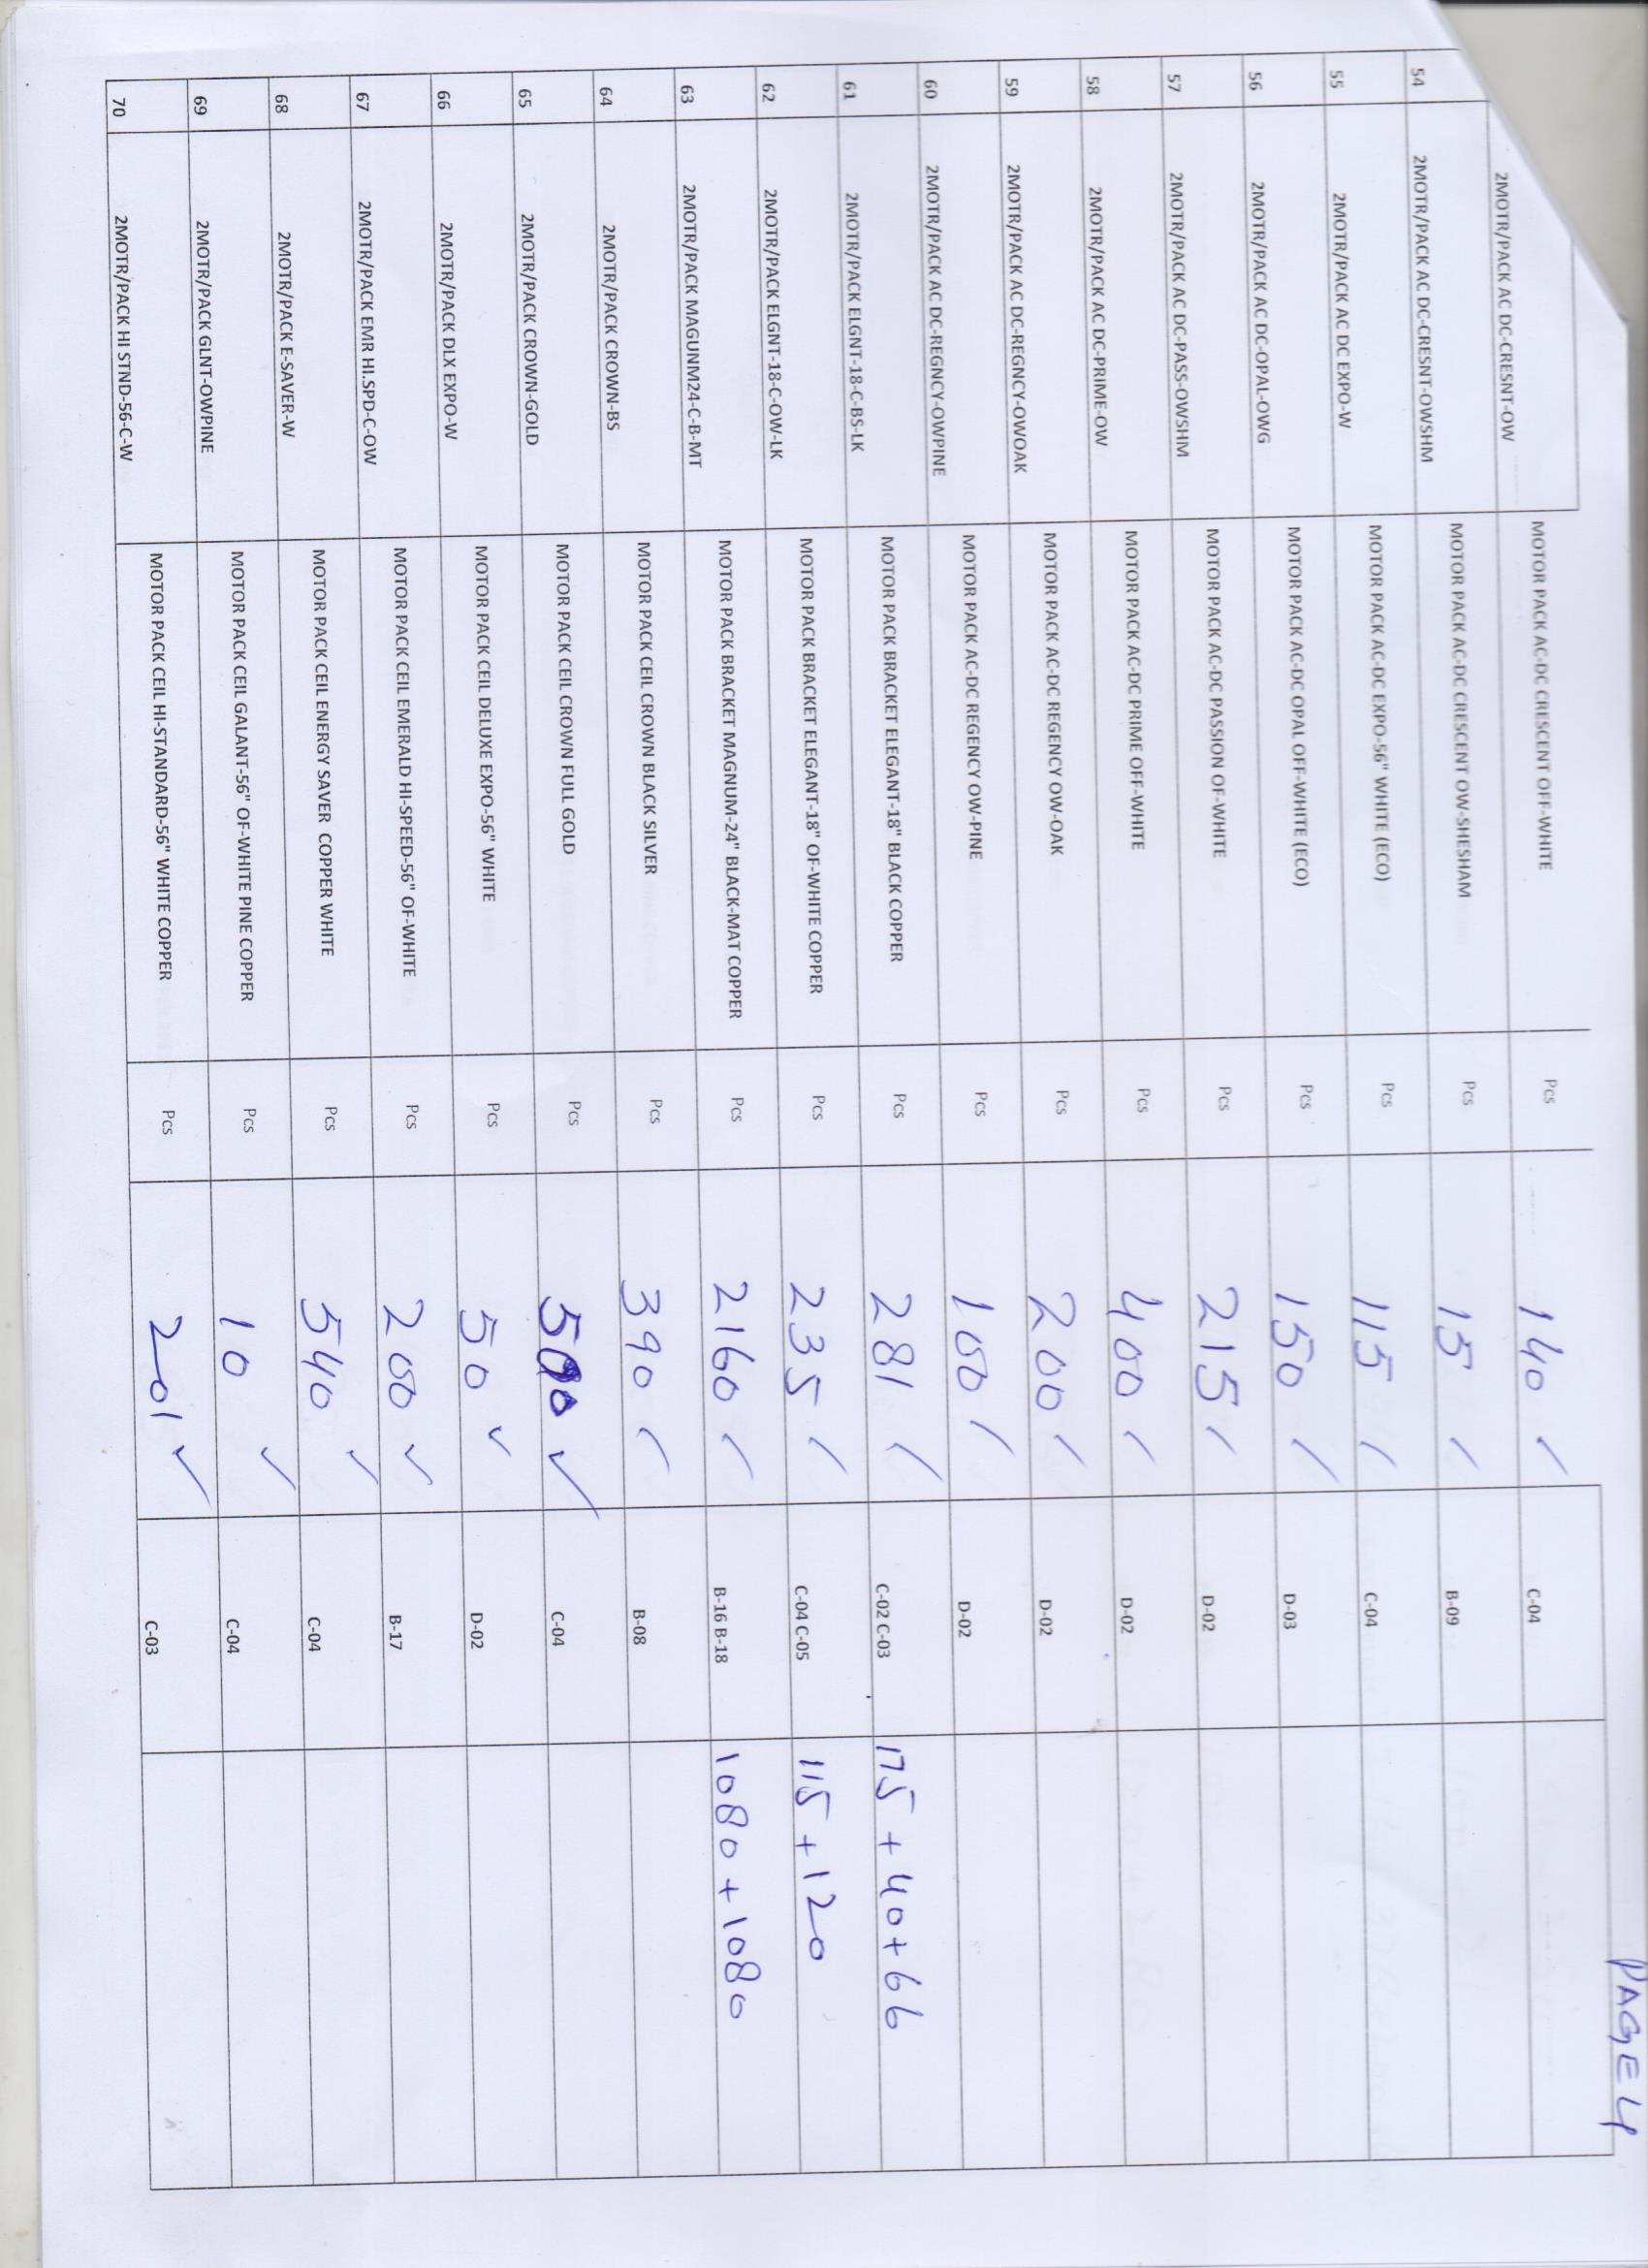 PAGE 4
2MOTR/PACK AC DC-CRESNT-OW MOTOR PACK AC-DC CRESCENT OFF-WHITE Pcs 140 ✓ C-04
54 2MOTR/PACK AC DC-CRESNT-OWSHM MOTOR PACK AC-DC CRESCENT OW-SHESHAM Pcs 15 ✓ B-09
55 2MOTR/PACK AC DC EXPO-W MOTOR PACK AC-DC EXPO-56" WHITE (ECO) Pcs 115 ✓ C-04
56 2MOTR/PACK AC DC-OPAL-OWG MOTOR PACK AC-DC OPAL OFF-WHITE (ECO) Pcs 150 ✓ D-03
57 2MOTR/PACK AC DC-PASS-OWSHM MOTOR PACK AC-DC PASSION OF-WHITE Pcs 215 ✓ D-02
58 2MOTR/PACK AC DC-PRIME-OW MOTOR PACK AC-DC PRIME OFF-WHITE Pcs 400 ✓ D-02
59 2MOTR/PACK AC DC-REGNCY-OWOAK MOTOR PACK AC-DC REGENCY OW-OAK Pcs 200 ✓ D-02
60 2MOTR/PACK AC DC-REGNCY-OWPINE MOTOR PACK AC-DC REGENCY OW-PINE Pcs 100 ✓ D-02
61 2MOTR/PACK ELGNT-18-C-BS-LK MOTOR PACK BRACKET ELEGANT-18" BLACK COPPER Pcs 281 ✓ C-02 C-03 175 + 40 + 66
62 2MOTR/PACK ELGNT-18-C-OW-LK MOTOR PACK BRACKET ELEGANT-18" OF-WHITE COPPER Pcs 235 ✓ C-04 C-05 115 + 120
63 2MOTR/PACK MAGUNM24-C-B-MT MOTOR PACK BRACKET MAGNUM-24" BLACK-MAT COPPER Pcs 2160 ✓ B-16 B-18 1080 + 1080
64 2MOTR/PACK CROWN-BS MOTOR PACK CEIL CROWN BLACK SILVER Pcs 390 ✓ B-08
65 2MOTR/PACK CROWN-GOLD MOTOR PACK CEIL CROWN FULL GOLD Pcs ✓ C-04
66 2MOTR/PACK DLX EXPO-W MOTOR PACK CEIL DELUXE EXPO-56" WHITE Pcs 50 ✓ D-02
67 2MOTR/PACK EMR HI.SPD-C-OW MOTOR PACK CEIL EMERALD HI-SPEED-56" OF-WHITE Pcs 200 ✓ B-17
68 2MOTR/PACK E-SAVER-W MOTOR PACK CEIL ENERGY SAVER COPPER WHITE Pcs 540 ✓ C-04
69 2MOTR/PACK GLNT-OWPINE MOTOR PACK CEIL GALANT-56" OF-WHITE PINE COPPER Pcs 10 ✓ C-04
70 2MOTR/PACK HI STND-56-C-W MOTOR PACK CEIL HI-STANDARD-56" WHITE COPPER Pcs 201 ✓ C-03